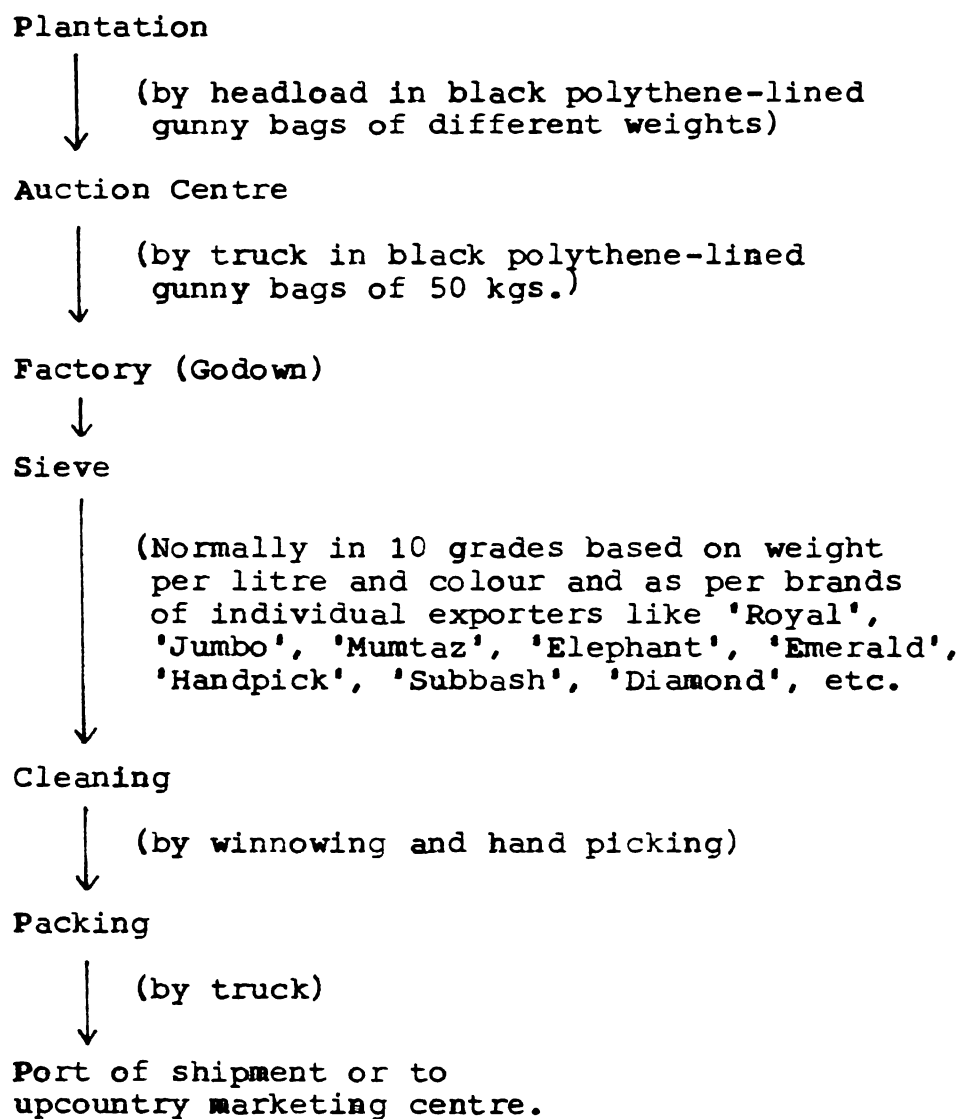 Plantation
(by headload in black polythene-lined
gunny bags of different weights)
Auction Centre
(by truck in black polythene-lined
gunny bags of 50 kgs.)
Factory (Godown)
Sieve
(Normally in 10 grades based on weight
per litre and colour and as per brands
of individual exporters like 'Royal',
'Jumbo', 'Mumtaz', 'Elephant', 'Emerald',
'Handpick', 'Subbash', 'Diamond', etc.
Cleaning
(by winnowing and hand picking)
Packing
(by truck)
Port of shipment or to
upcountry marketing centre.